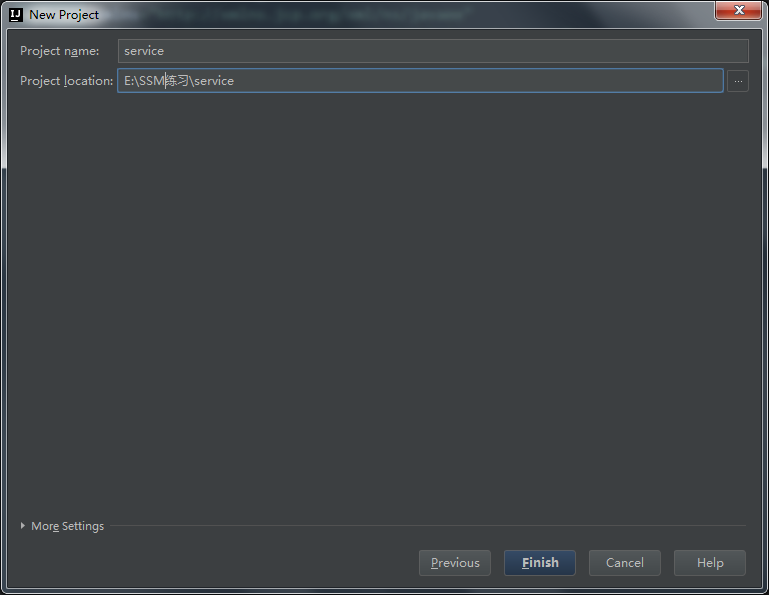 New Project
Project name: service
Project location: E:\SSM练习\service ...
More Settings
Previous Finish Cancel Help